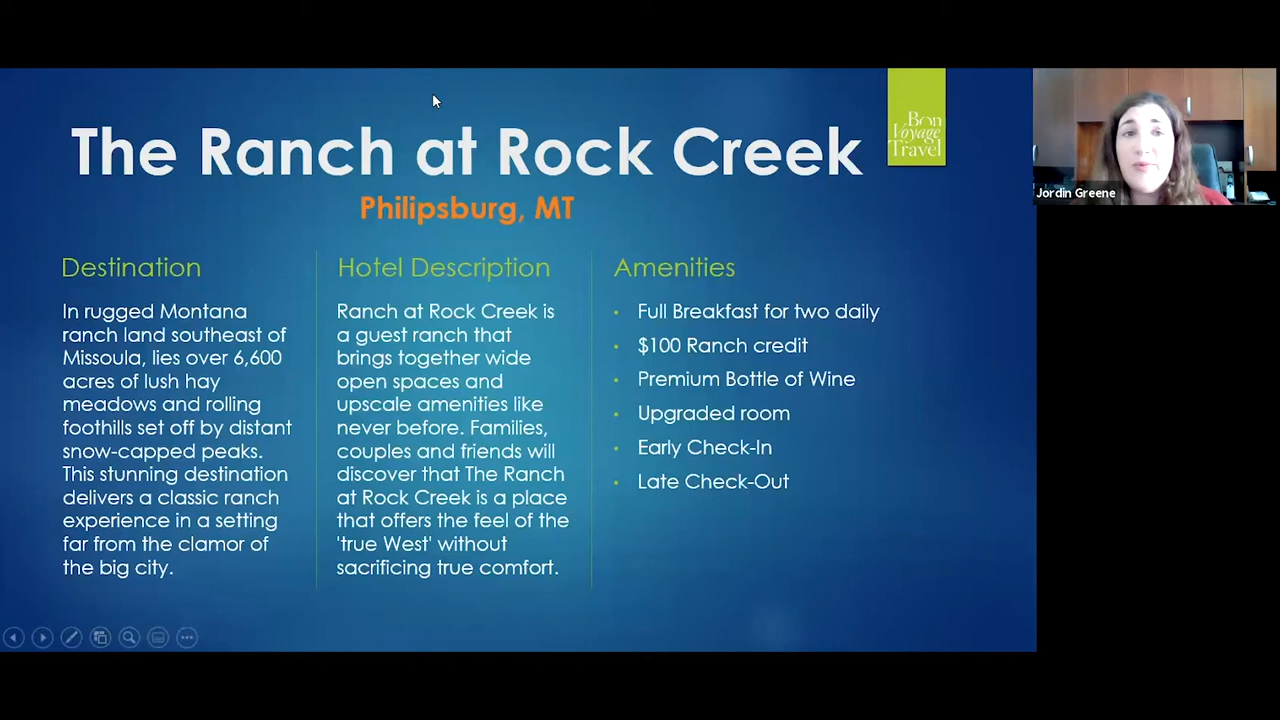 The Ranch at Rock Creek
Philipsburg, MT
Bon
Voyage
Travel
Jordin Greene
Destination
In rugged Montana
ranch land southeast of
Missoula, lies over 6,600
acres of lush hay
meadows and rolling
foothills set off by distant
snow-capped peaks.
This stunning destination
delivers a classic ranch
experience in a setting
far from the clamor of
the big city.
Hotel Description
Ranch at Rock Creek is
a guest ranch that
brings together wide
open spaces and
upscale amenities like
never before. Families,
couples and friends will
discover that The Ranch
at Rock Creek is a place
that offers the feel of the
'true West' without
sacrificing true comfort.
Amenities
• Full Breakfast for two daily
• $100 Ranch credit
• Premium Bottle of Wine
• Upgraded room
• Early Check-In
• Late Check-Out